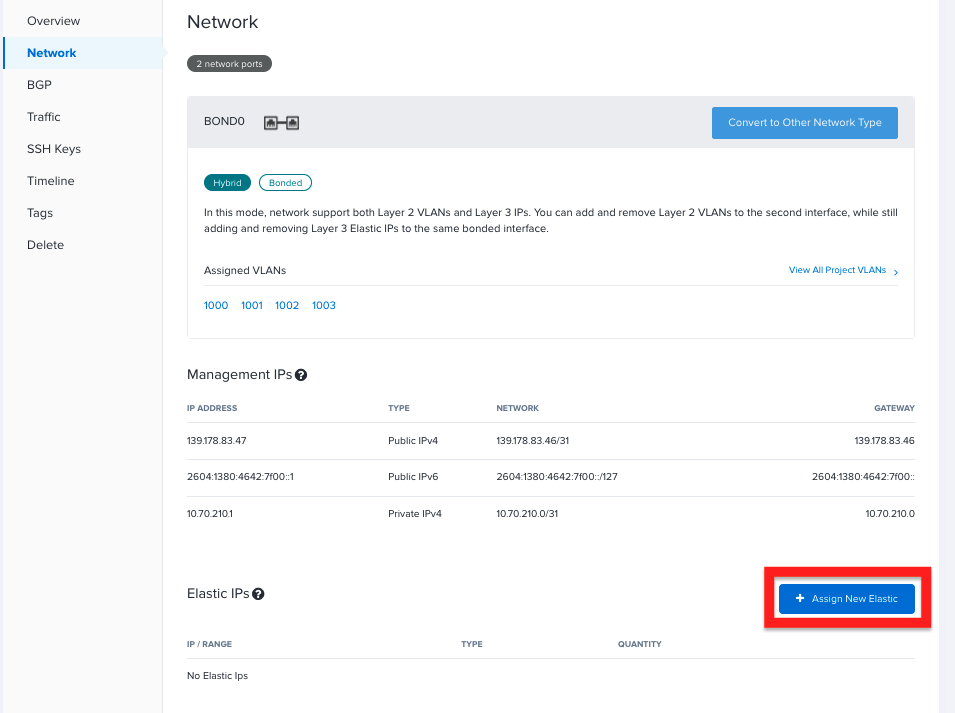 Overview
Network
BGP
Traffic
SSH Keys
Timeline
Tags
Delete
Network
2 network ports
BOND0
Convert to Other Network Type
Hybrid Bonded
In this mode, network support both Layer 2 VLANs and Layer 3 IPs. You can add and remove Layer 2 VLANs to the second interface, while still
adding and removing Layer 3 Elastic IPs to the same bonded interface.
Assigned VLANs View All Project VLANs
1000 1001 1002 1003
Management IPs
IP ADDRESS TYPE NETWORK GATEWAY
139.178.83.47 Public IPv4 139.178.83.46/31 139.178.83.46
2604:1380:4642:7f00::1 Public IPv6 2604:1380:4642:7f00::/127 2604:1380:4642:7f00::
10.70.210.1 Private IPv4 10.70.210.0/31 10.70.210.0
Elastic IPs
+ Assign New Elastic
IP / RANGE TYPE QUANTITY
No Elastic Ips